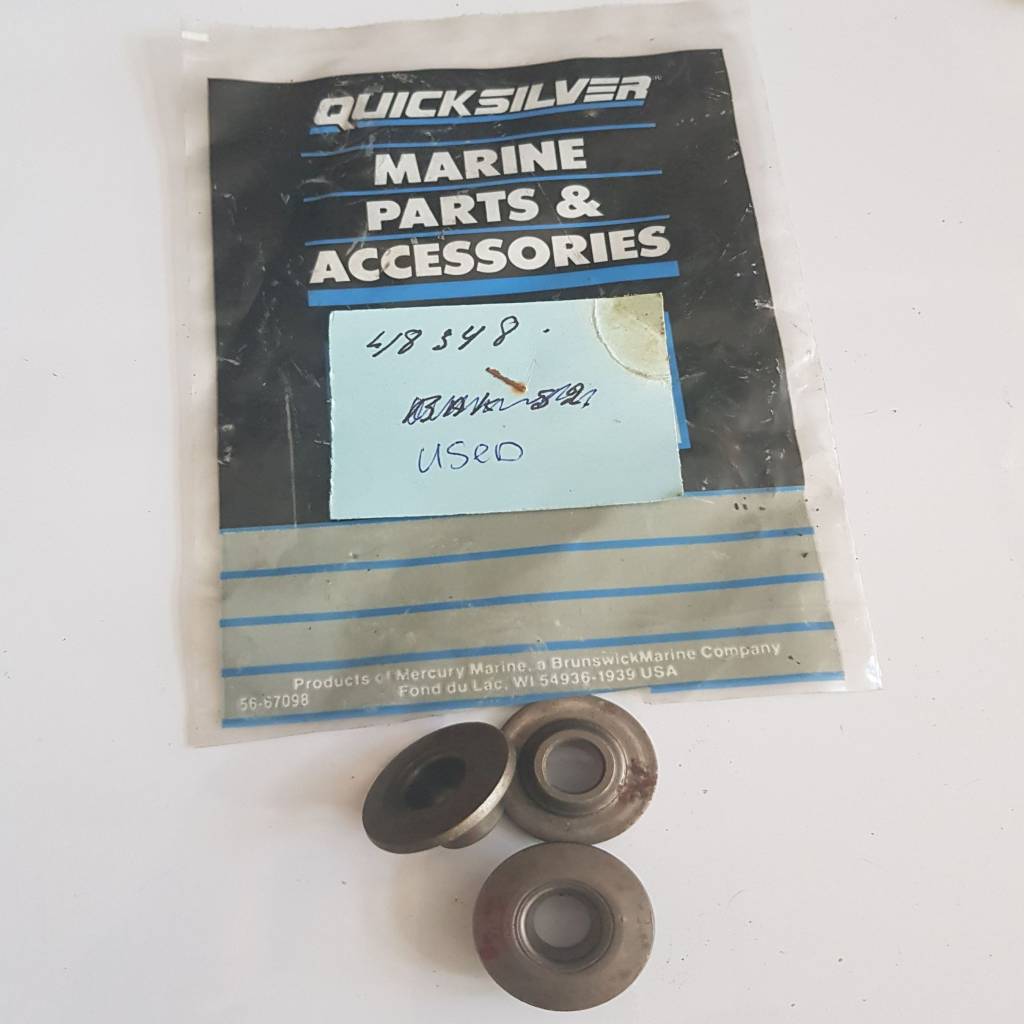 QUICKSILVER
MARINE
PARTS &
ACCESSORIES
48348.
USED
Products of Mercury Marine, a BrunswickMarine Company
Fond du Lac, WI 54936-1939 USA
56-67098